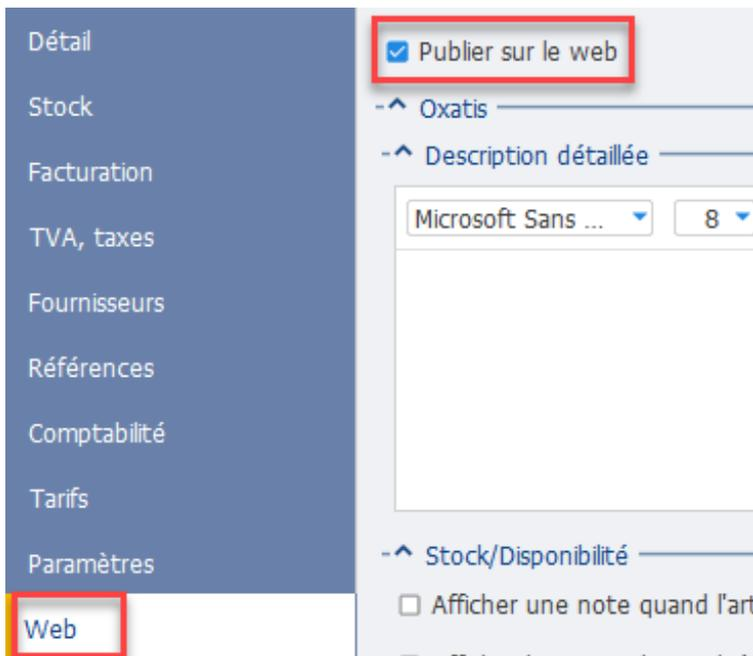 Détail
Stock
Facturation
TVA, taxes
Fournisseurs
Références
Comptabilité
Tarifs
Paramètres
Web
Publier sur le web
Oxatis
Description détaillée
Microsoft Sans ... 8
Stock/Disponibilité
Afficher une note quand l'art